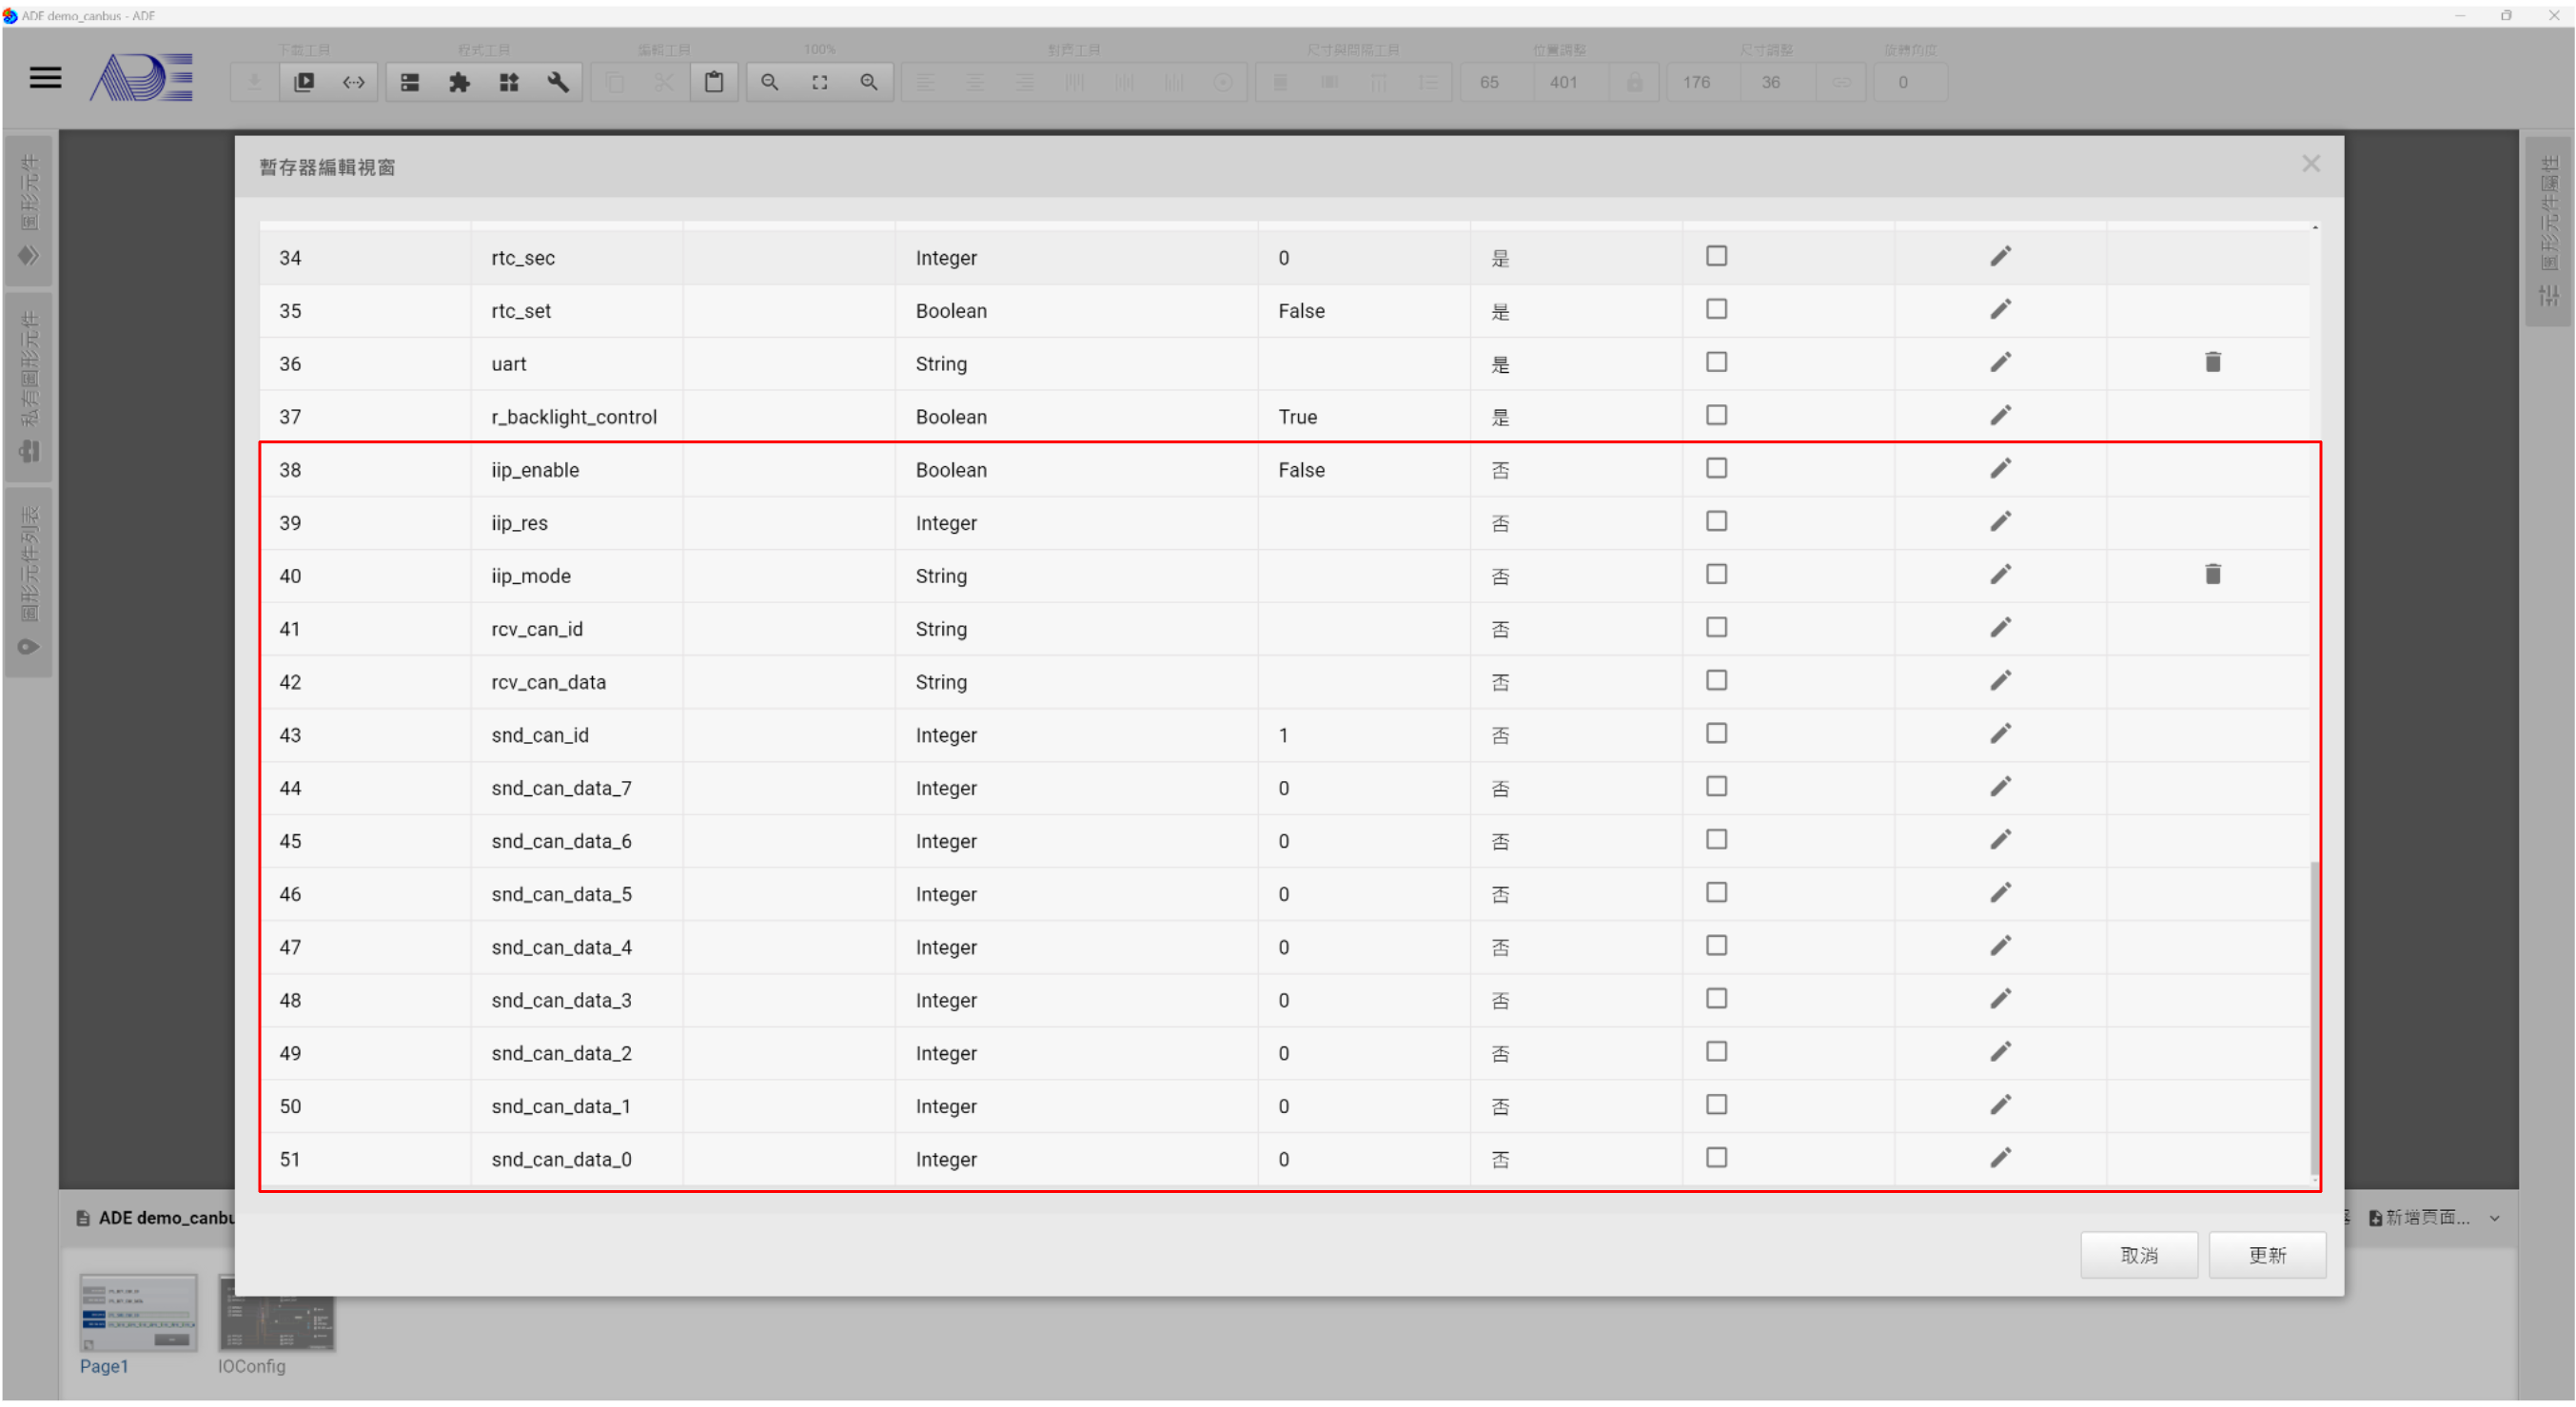 ADE demo_canbus - ADE
下載工具 程式工具 編輯工具 100% 對齊工具 尺寸與間隔工具 位置調整 尺寸調整 旋轉角度
ADE 65 401 176 36 0
圖形元件
私有圖形元件
圖形元件列表
圖形元件屬性
暫存器編輯視窗
34 rtc_sec Integer 0 是
35 rtc_set Boolean False 是
36 uart String 是
37 r_backlight_control Boolean True 是
38 iip_enable Boolean False 否
39 iip_res Integer 否
40 iip_mode String 否
41 rcv_can_id String 否
42 rcv_can_data String 否
43 snd_can_id Integer 1 否
44 snd_can_data_7 Integer 0 否
45 snd_can_data_6 Integer 0 否
46 snd_can_data_5 Integer 0 否
47 snd_can_data_4 Integer 0 否
48 snd_can_data_3 Integer 0 否
49 snd_can_data_2 Integer 0 否
50 snd_can_data_1 Integer 0 否
51 snd_can_data_0 Integer 0 否
ADE demo_canbu 新增頁面...
取消 更新
Page1 IOConfig